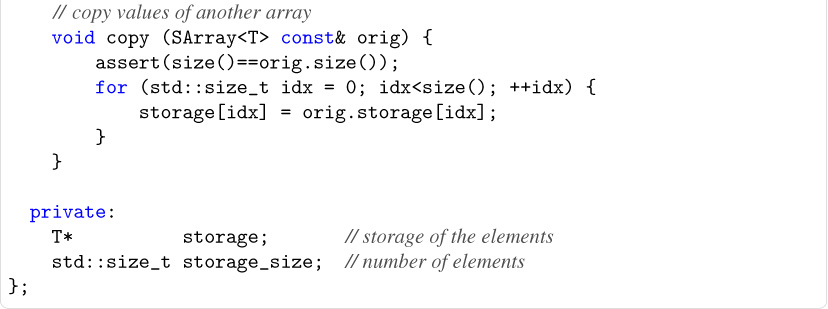 // copy values of another array
void copy (SArray<T> const& orig) {
assert(size()==orig.size());
for (std::size_t idx = 0; idx<size(); ++idx) {
storage[idx] = orig.storage[idx];
}
}
private:
T* storage; // storage of the elements
std::size_t storage_size; // number of elements
};